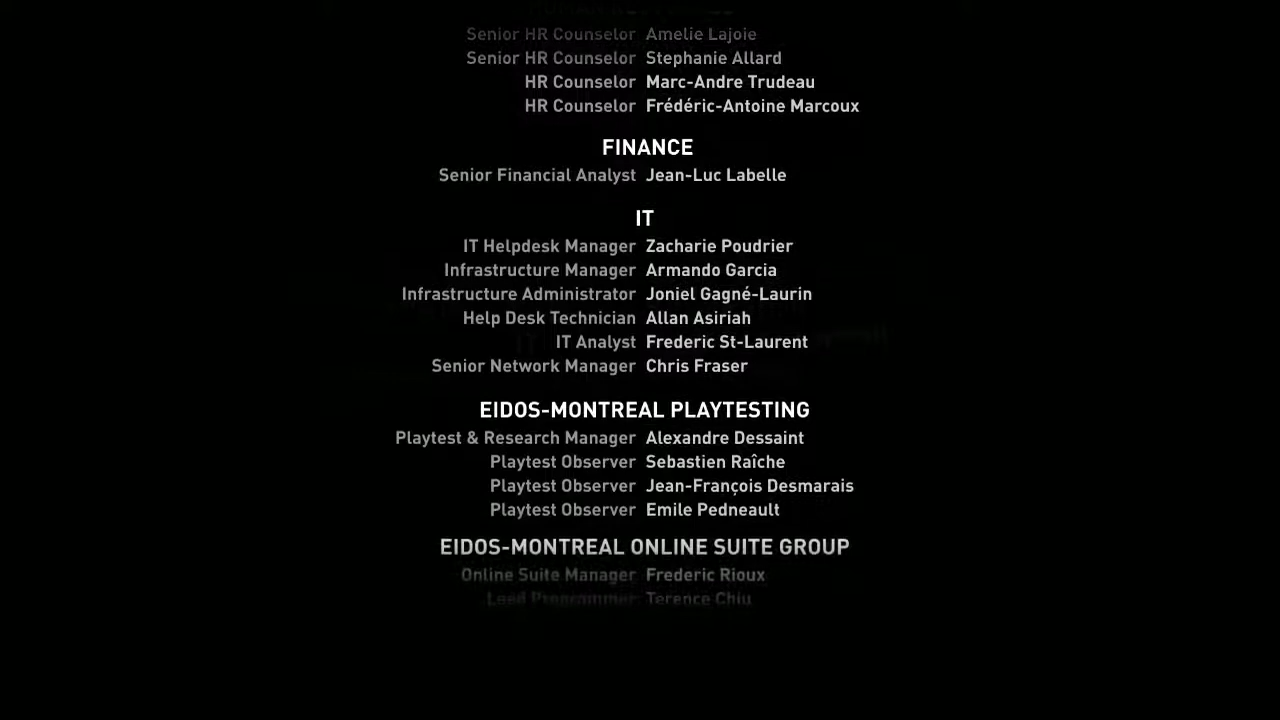 Senior HR Counselor Amelie Lajoie
Senior HR Counselor Stephanie Allard
HR Counselor Marc-Andre Trudeau
HR Counselor Frédéric-Antoine Marcoux
FINANCE
Senior Financial Analyst Jean-Luc Labelle
IT
IT Helpdesk Manager Zacharie Poudrier
Infrastructure Manager Armando Garcia
Infrastructure Administrator Joniel Gagné-Laurin
Help Desk Technician Allan Asiriah
IT Analyst Frederic St-Laurent
Senior Network Manager Chris Fraser
EIDOS-MONTREAL PLAYTESTING
Playtest & Research Manager Alexandre Dessaint
Playtest Observer Sebastien Raîche
Playtest Observer Jean-François Desmarais
Playtest Observer Emile Pedneault
EIDOS-MONTREAL ONLINE SUITE GROUP
Online Suite Manager Frederic Rioux
Lead Programmer Terence Chiu